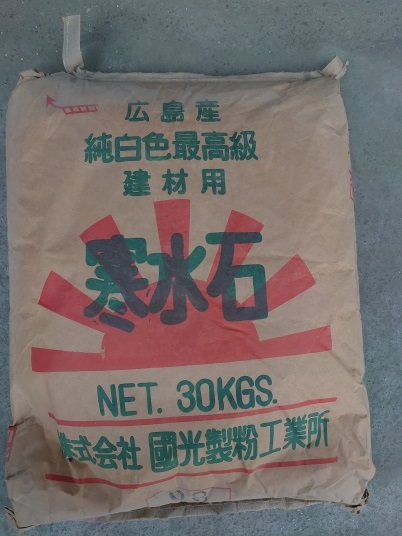 広島産
純白色最高級
建材用
寒水石
NET. 30KGS.
株式会社 國光製粉工業所